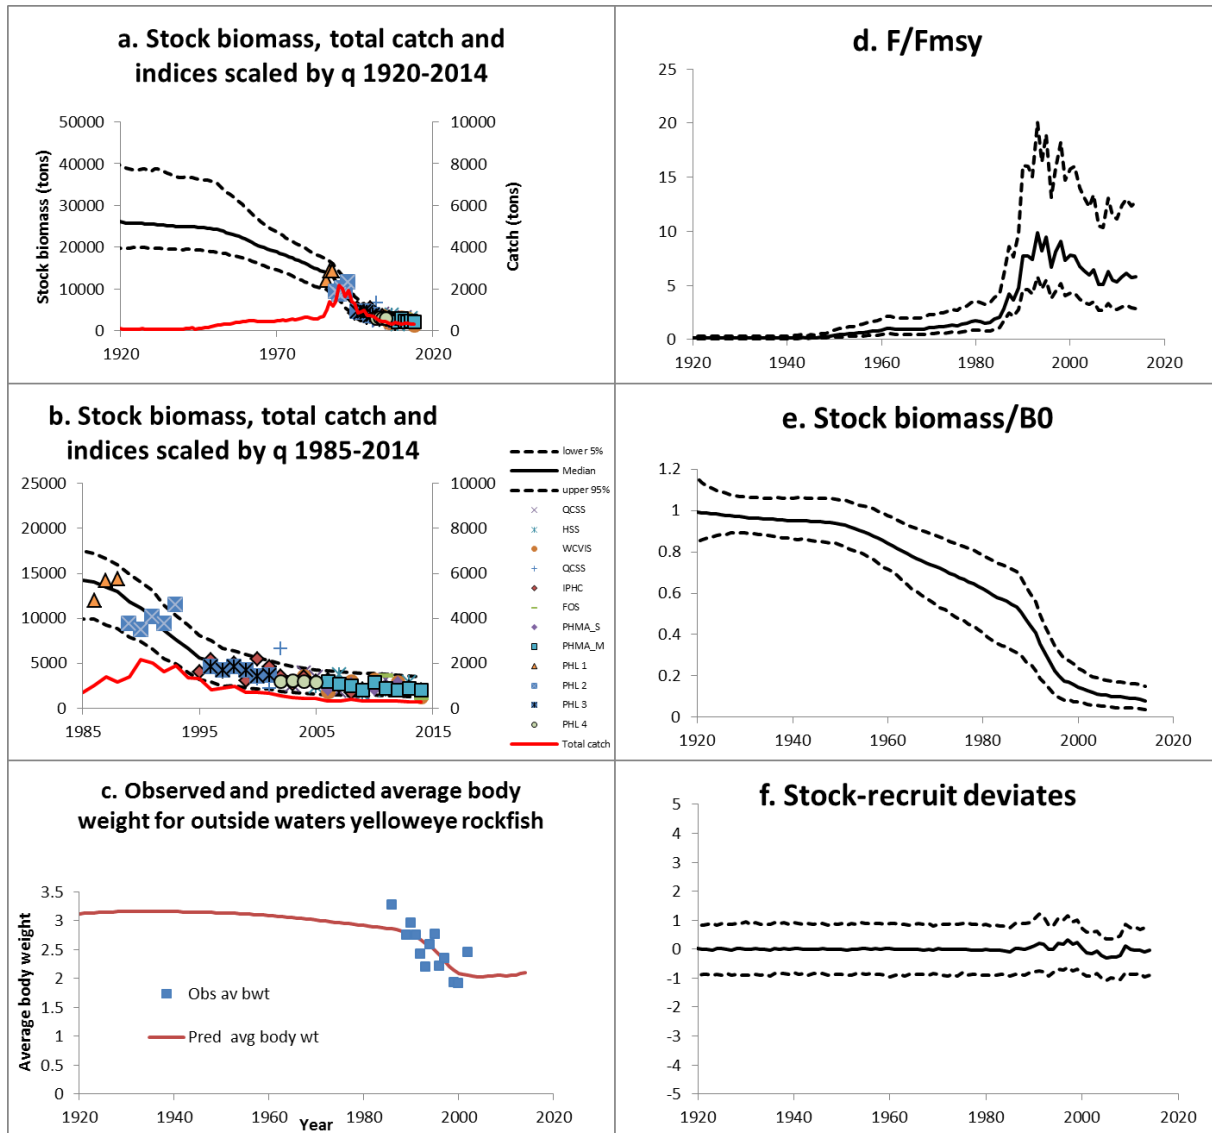 a. Stock biomass, total catch and
indices scaled by q 1920-2014
Stock biomass (tons)
50000
40000
30000
20000
10000
0
10000
8000
6000
4000
2000
0
Catch (tons)
1920
1970
2020
d. F/Fmsy
25
20
15
10
5
0
1920
1940
1960
1980
2000
2020
b. Stock biomass, total catch and
indices scaled by q 1985-2014
25000
20000
15000
10000
5000
0
10000
8000
6000
4000
2000
0
1985
1995
2005
2015
lower 5%
Median
upper 95%
QCSS
HSS
WCVIS
QCSS
IPHC
FOS
PHMA_S
PHMA_M
PHL 1
PHL 2
PHL 3
PHL 4
Total catch
e. Stock biomass/B0
1.2
1
0.8
0.6
0.4
0.2
0
1920
1940
1960
1980
2000
2020
c. Observed and predicted average body
weight for outside waters yelloweye rockfish
Average body weight
3.5
3
2.5
2
1.5
1
0.5
0
Obs av bwt
Pred avg body wt
1920
1940
1960
1980
2000
2020
Year
f. Stock-recruit deviates
5
4
3
2
1
0
-1
-2
-3
-4
-5
1920
1940
1960
1980
2000
2020